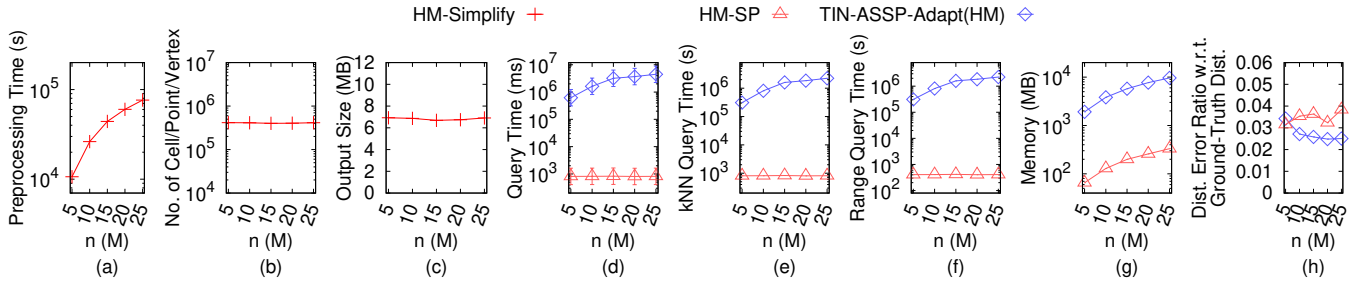 HM-Simplify HM-SP TIN-ASSP-Adapt(HM)
Preprocessing Time (s)
10^5
10^4
5 10 15 20 25
n (M)
(a)
No. of Cell/Point/Vertex
10^7
10^6
10^5
10^4
5 10 15 20 25
n (M)
(b)
Output Size (MB)
12
10
8
6
4
2
0
5 10 15 20 25
n (M)
(c)
Query Time (ms)
10^7
10^6
10^5
10^4
10^3
5 10 15 20 25
n (M)
(d)
kNN Query Time (s)
10^6
10^5
10^4
10^3
5 10 15 20 25
n (M)
(e)
Range Query Time (s)
10^6
10^5
10^4
10^3
10^2
5 10 15 20 25
n (M)
(f)
Memory (MB)
10^4
10^3
10^2
5 10 15 20 25
n (M)
(g)
Dist. Error Ratio w.r.t.
Ground-Truth Dist.
0.06
0.05
0.04
0.03
0.02
0.01
0
5 10 15 20 25
n (M)
(h)